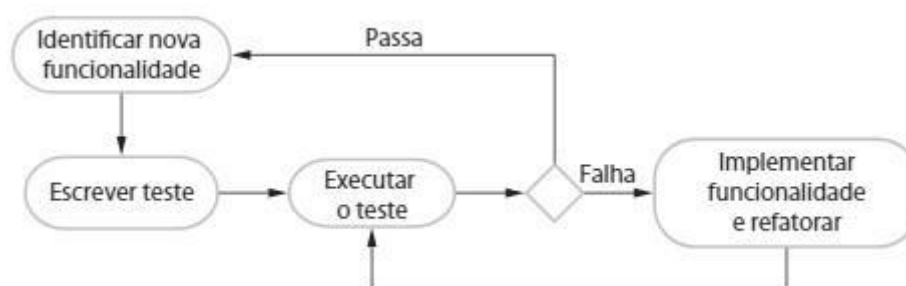 Identificar nova
funcionalidade
Passa
Escrever teste
Executar
o teste
Falha
Implementar
funcionalidade
e refatorar